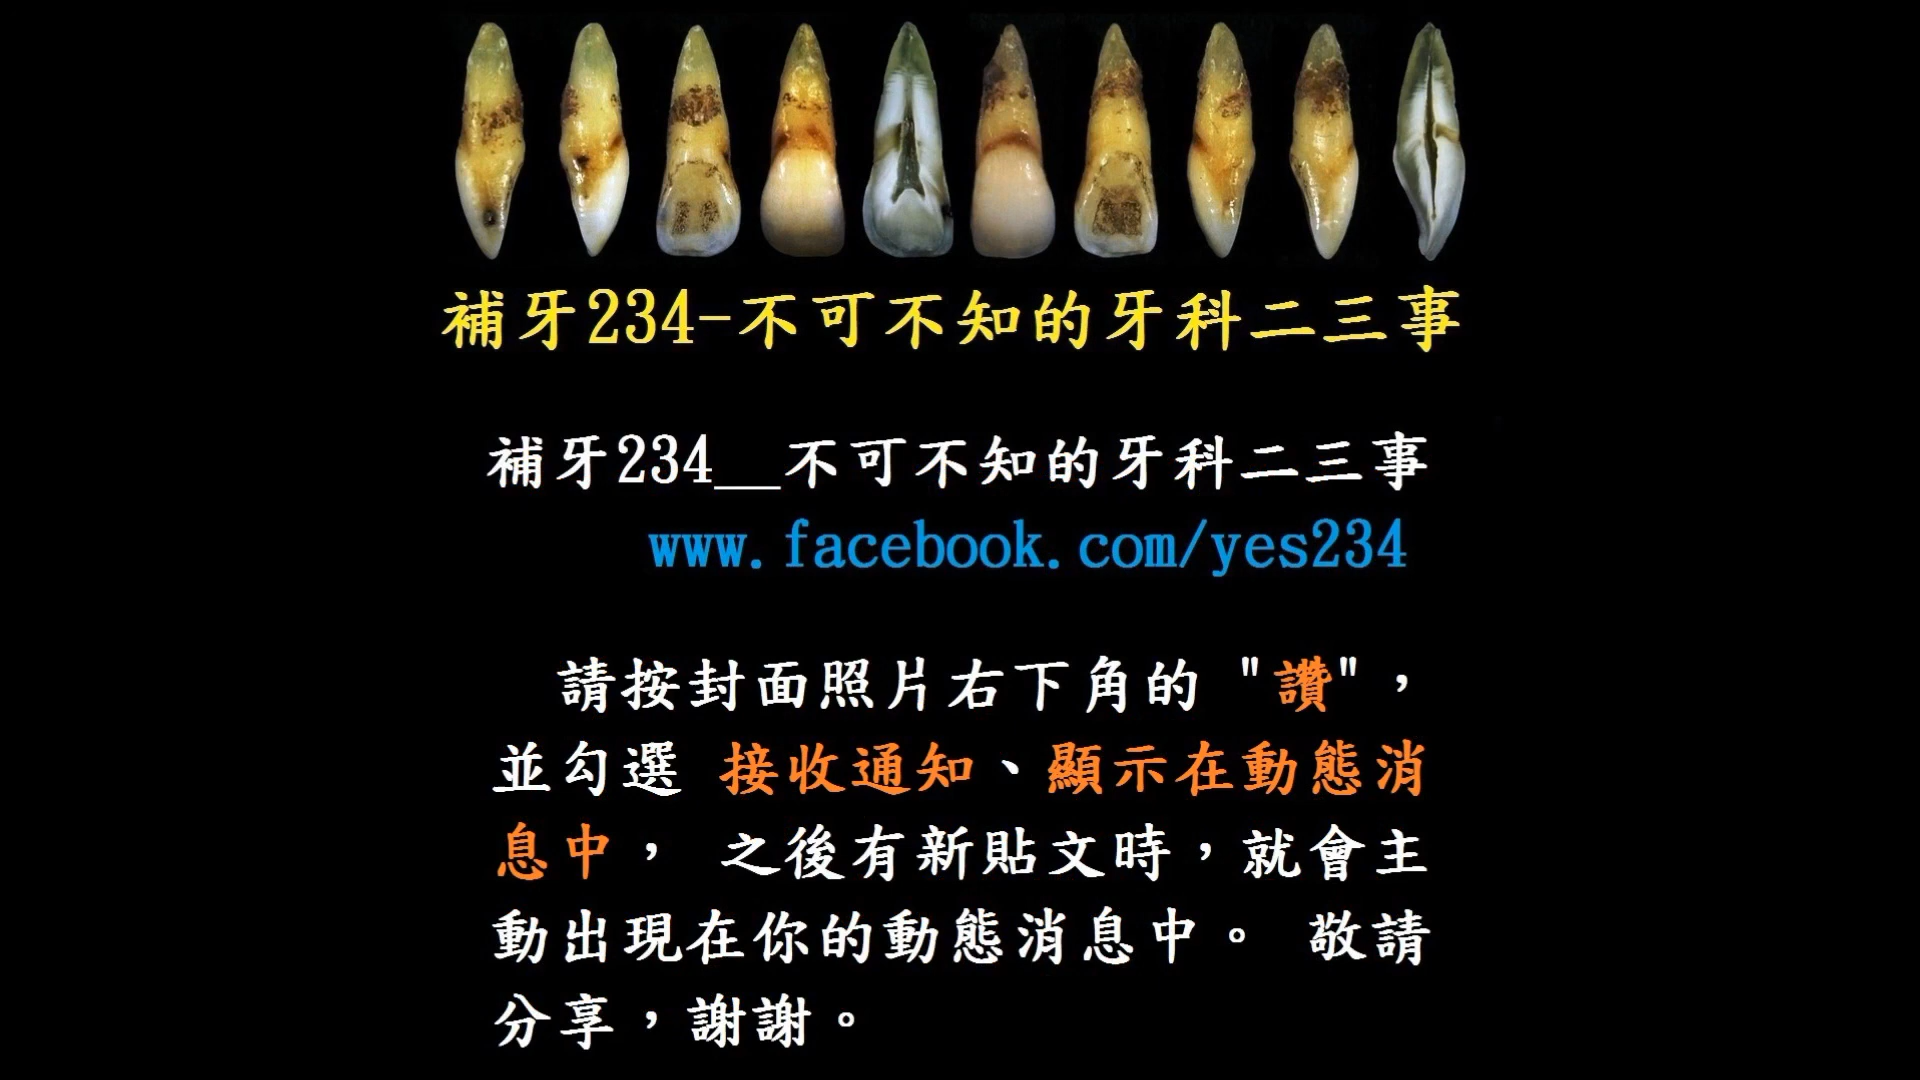 補牙234-不可不知的牙科二三事
補牙234__不可不知的牙科二三事
www.facebook.com/yes234
請按封面照片右下角的 "讚"，
並勾選 接收通知、顯示在動態消
息中， 之後有新貼文時，就會主
動出現在你的動態消息中。 敬請
分享，謝謝。